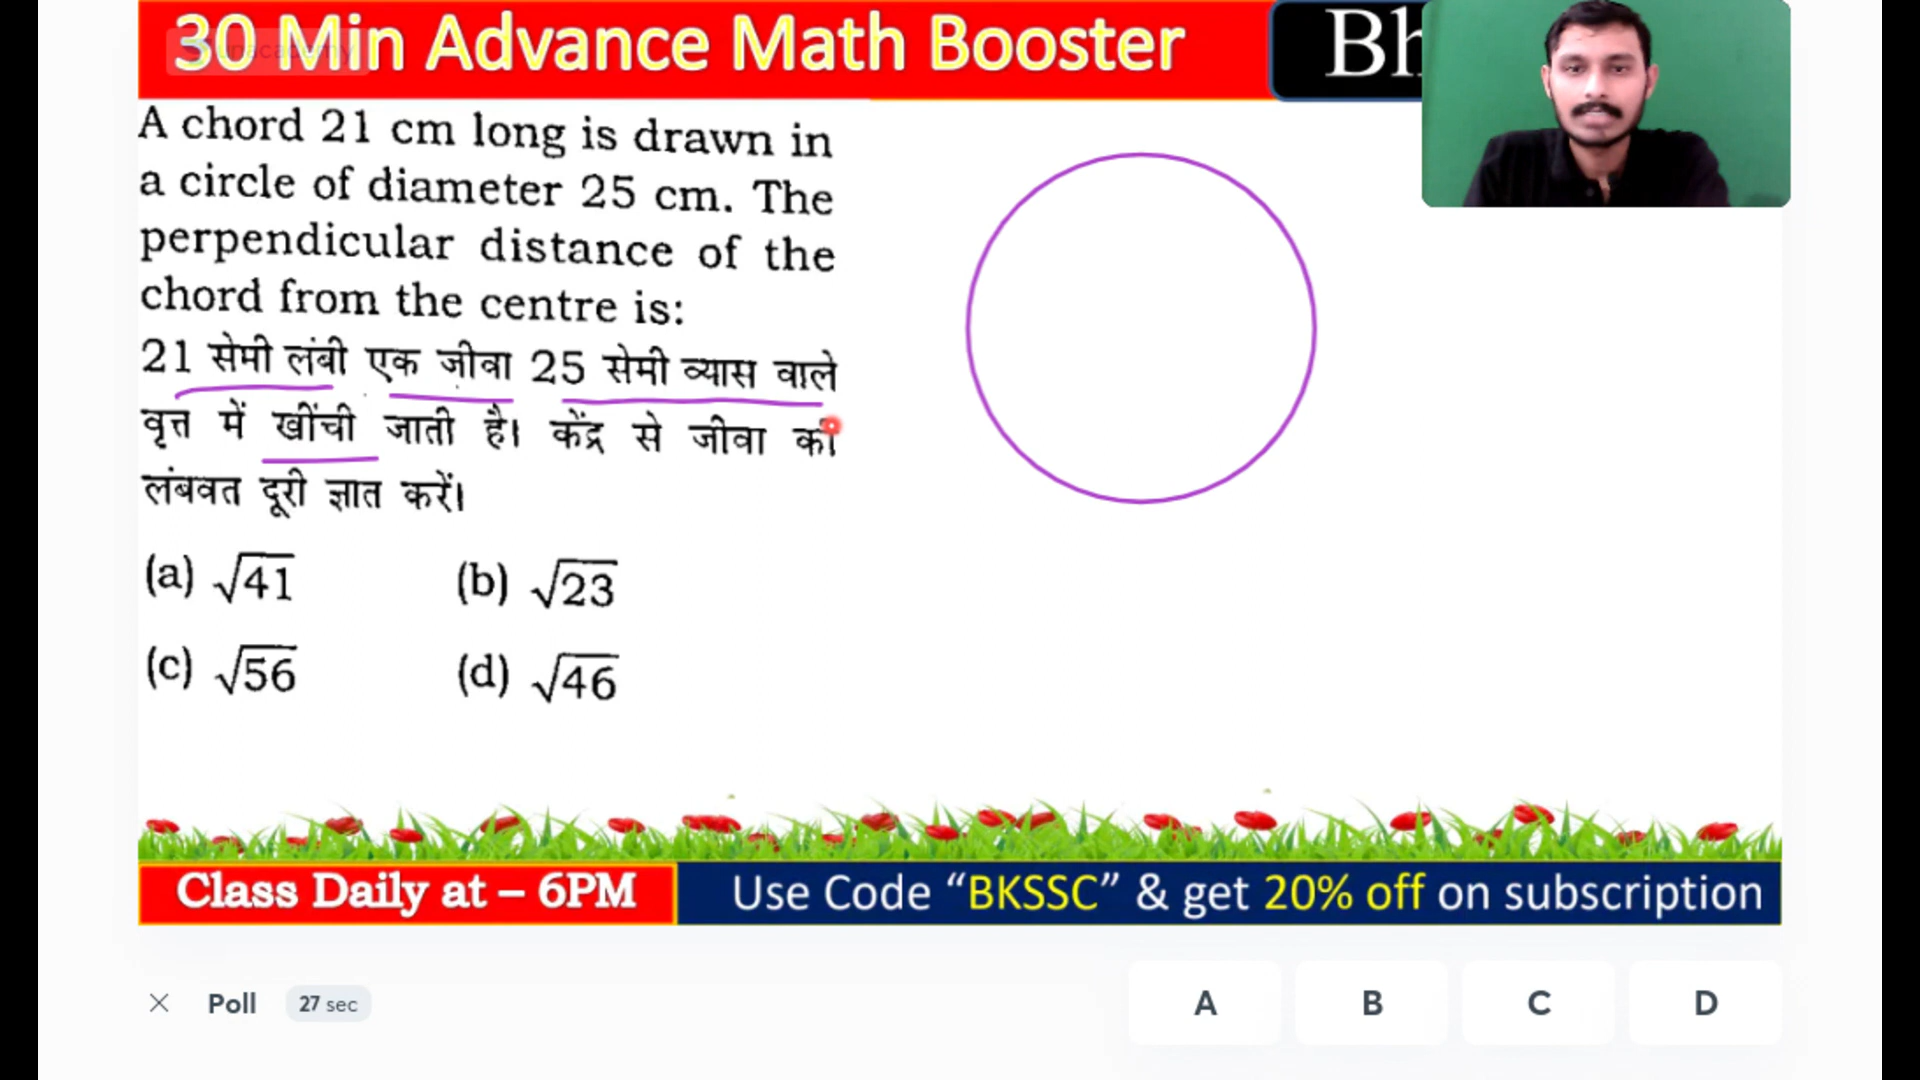 30 Min Advance Math Booster
Bh
unacademy
A chord 21 cm long is drawn in
a circle of diameter 25 cm. The
perpendicular distance of the
chord from the centre is:
21 सेमी लंबी एक जीवा 25 सेमी व्यास वाले
वृत्त में खींची जाती है। केंद्र से जीवा की
लंबवत दूरी ज्ञात करें।
(a) √41 (b) √23
(c) √56 (d) √46
Class Daily at – 6PM
Use Code “BKSSC” & get 20% off on subscription
Poll 27 sec A B C D